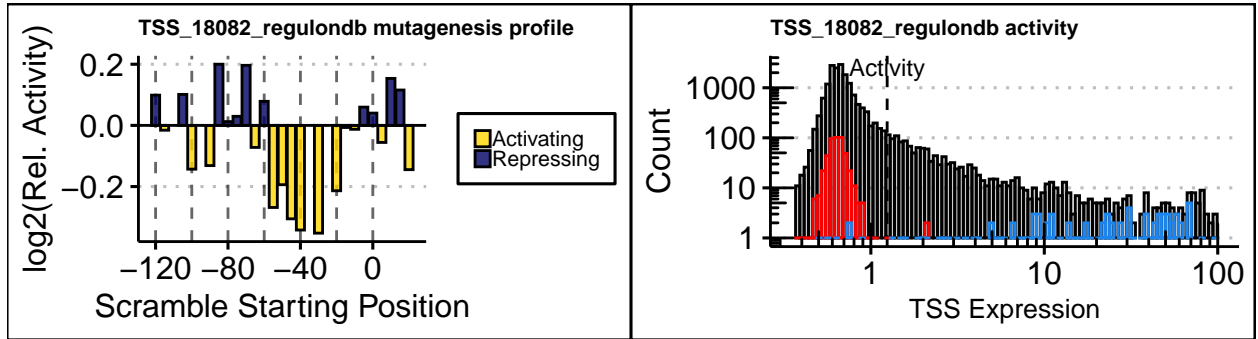 TSS_18082_regulondb mutagenesis profile
log2(Rel. Activity)
0.2
0.0
−0.2
−120
−80
−40
0
Scramble Starting Position
Activating
Repressing
TSS_18082_regulondb activity
Activity
Count
1000
100
10
1
1
10
100
TSS Expression